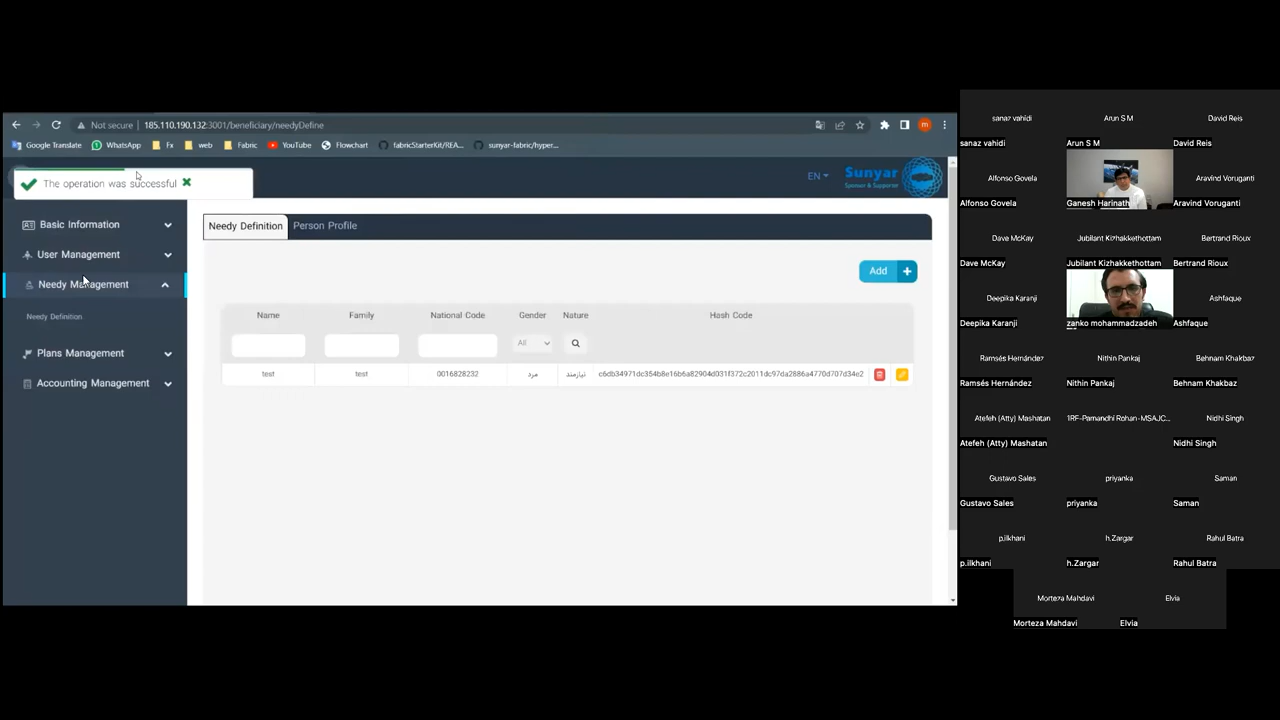 Not secure 185.110.190.132:3001/beneficiary/needyDefine
Google Translate WhatsApp Fx web Fabric YouTube Flowchart fabricStarterKit/REA... sunyar-fabric/hyper...
The operation was successful
EN
Sunyar
Sponsor & Supporter
Basic Information
User Management
Needy Management
Needy Definition
Plans Management
Accounting Management
Needy Definition Person Profile
Add +
Name Family National Code Gender Nature Hash Code
All
test test 0016828232 مرد نیازمند c6db34971dc354b8e16b6a82904d031f372c2011dc97da2886a4770d707d34e2
sanaz vahidi Arun S M David Reis
sanaz vahidi Arun S M David Reis
Alfonso Govela Aravind Voruganti
Alfonso Govela Ganesh Harinath Aravind Voruganti
Dave McKay Jubilant Kizhakkethottam Bertrand Rioux
Dave McKay Jubilant Kizhakkethottam Bertrand Rioux
Deepika Karanji Ashfaque
Deepika Karanji zanko mohammadzadeh Ashfaque
Ramsés Hernández Nithin Pankaj Behnam Khakbaz
Ramsés Hernández Nithin Pankaj Behnam Khakbaz
Atefeh (Atty) Mashatan 1RF-Parnandhi Rohan-MSAJC... Nidhi Singh
Atefeh (Atty) Mashatan Nidhi Singh
Gustavo Sales priyanka Saman
Gustavo Sales priyanka Saman
p.ilkhani h.Zargar Rahul Batra
p.ilkhani h.Zargar Rahul Batra
Morteza Mahdavi Elvia
Morteza Mahdavi Elvia